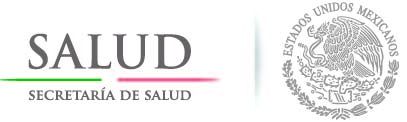 SALUD
SECRETARÍA DE SALUD
ESTADOS UNIDOS MEXICANOS